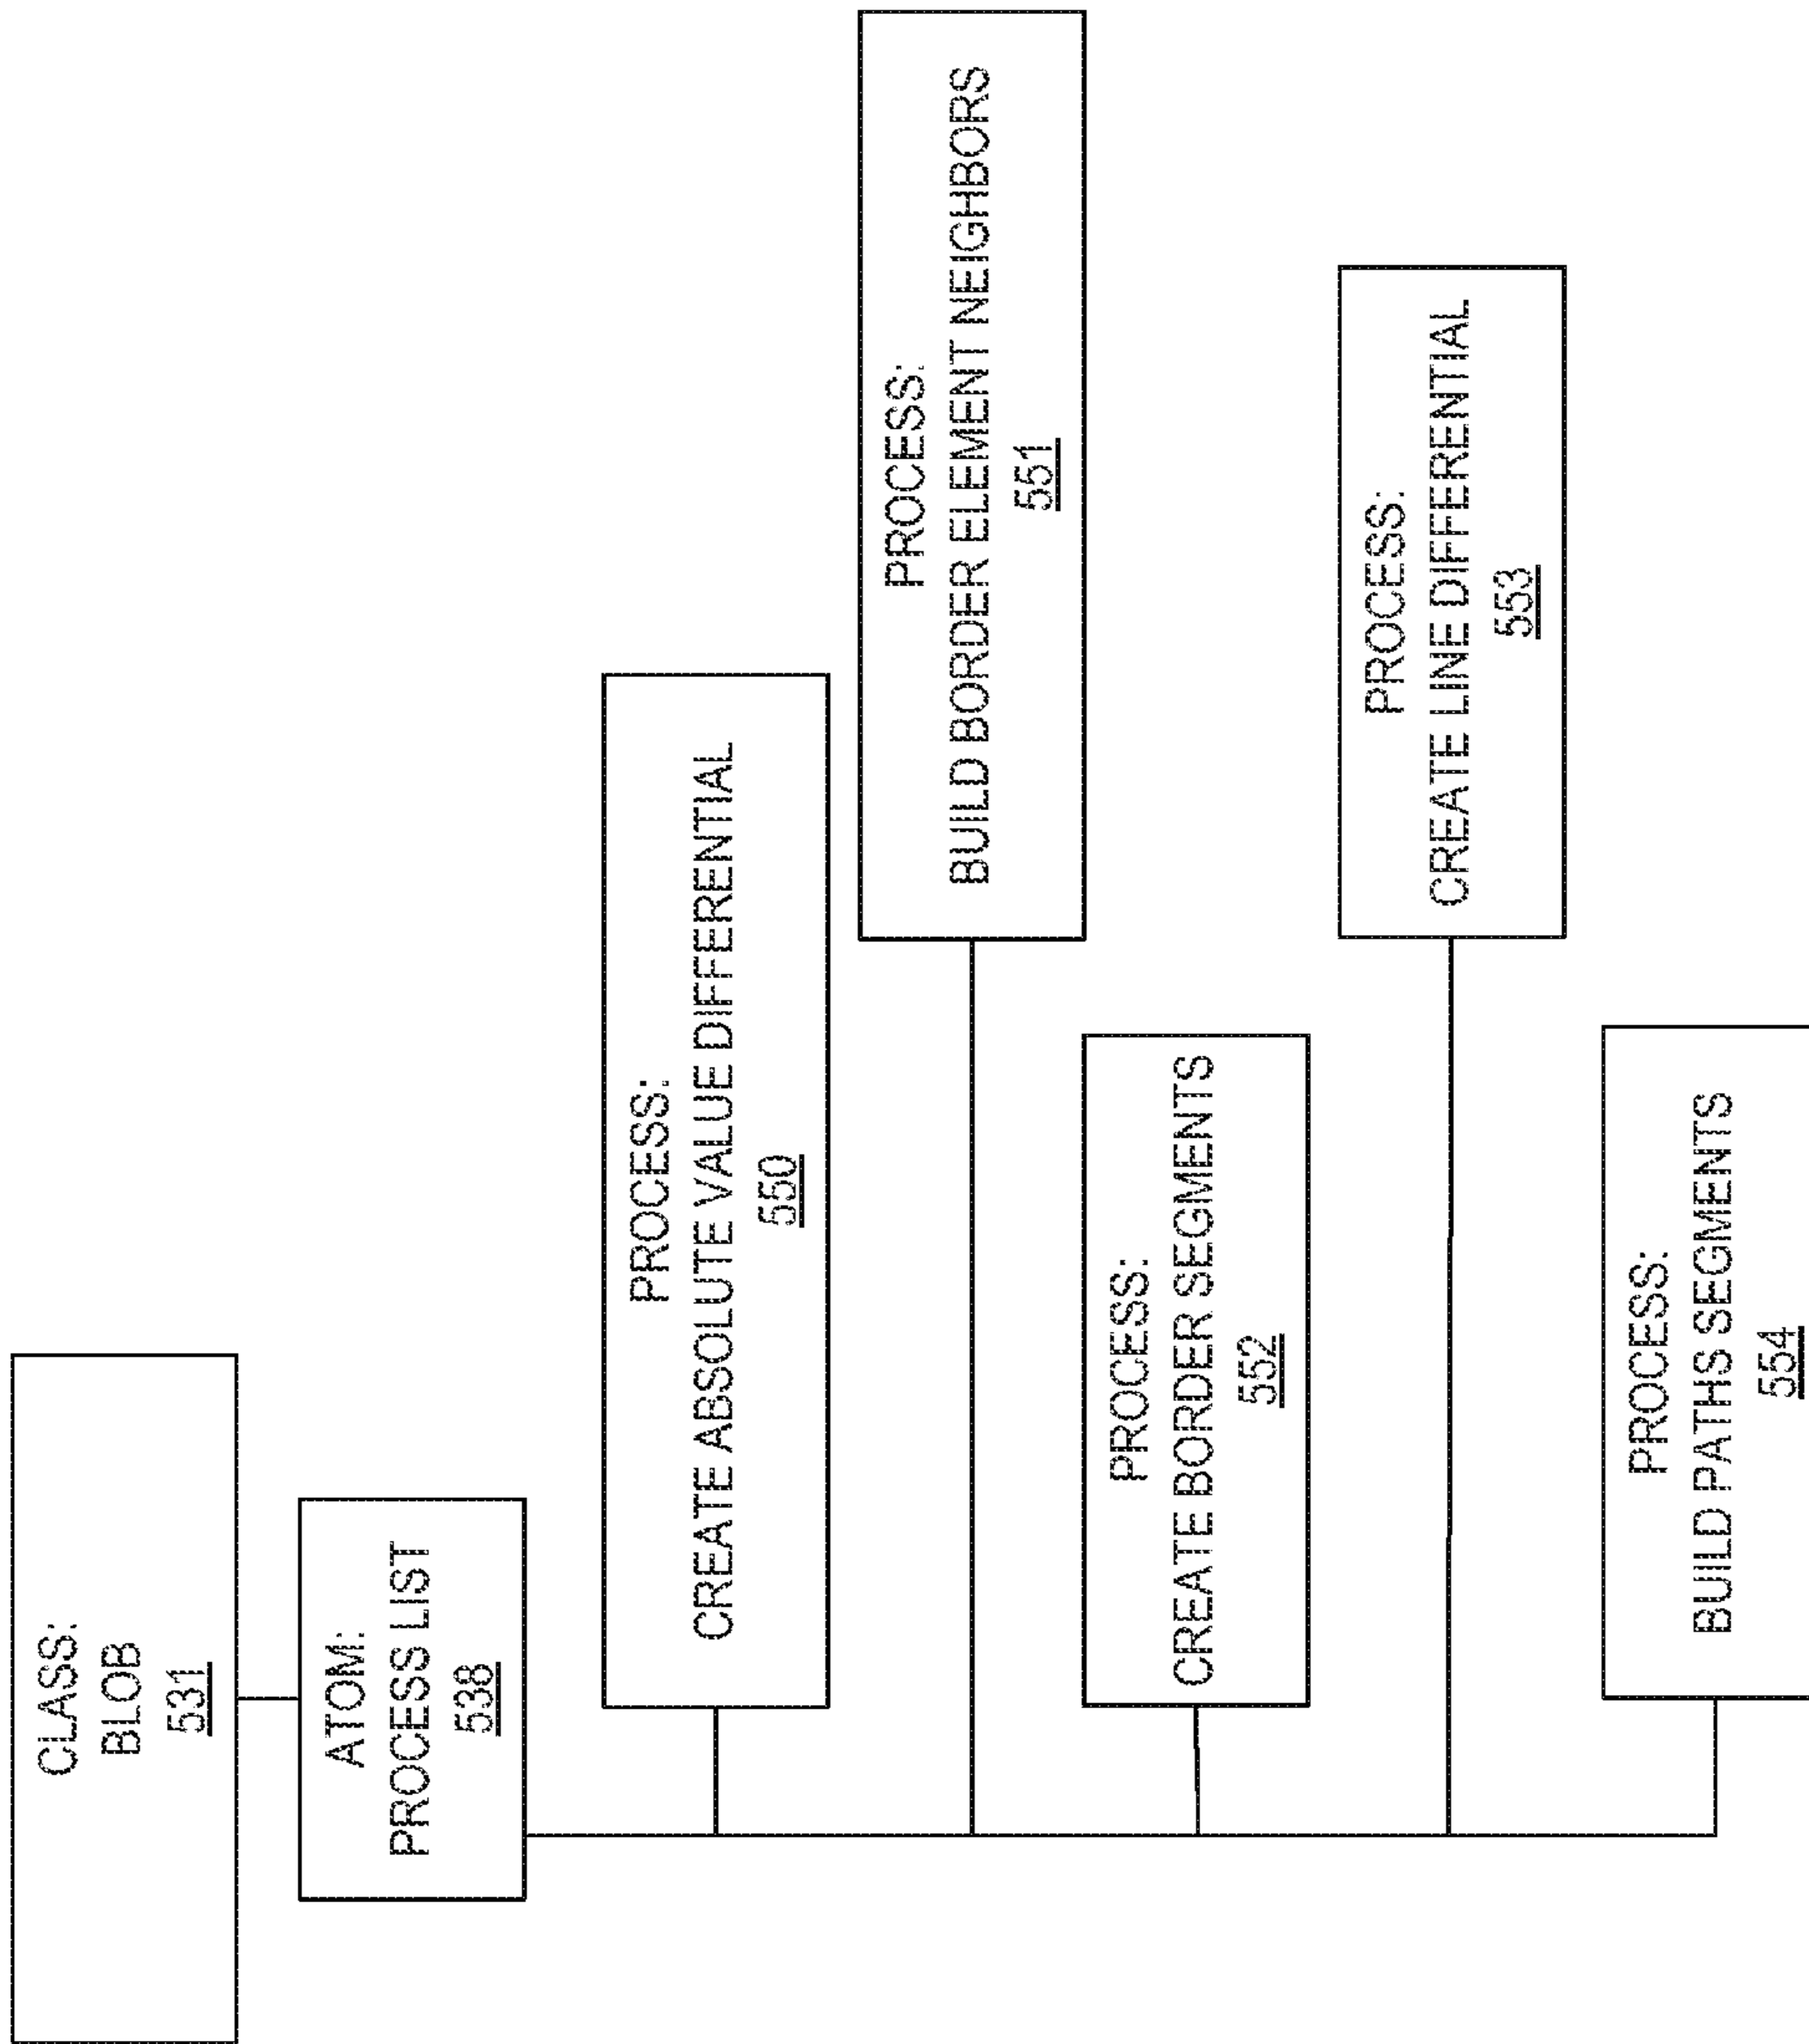 CLASS:
BLOB
531
ATOM:
PROCESS LIST
538
PROCESS:
CREATE ABSOLUTE VALUE DIFFERENTIAL
550
PROCESS:
BUILD BORDER ELEMENT NEIGHBORS
551
PROCESS:
CREATE BORDER SEGMENTS
552
PROCESS:
CREATE LINE DIFFERENTIAL
553
PROCESS:
BUILD PATHS SEGMENTS
554